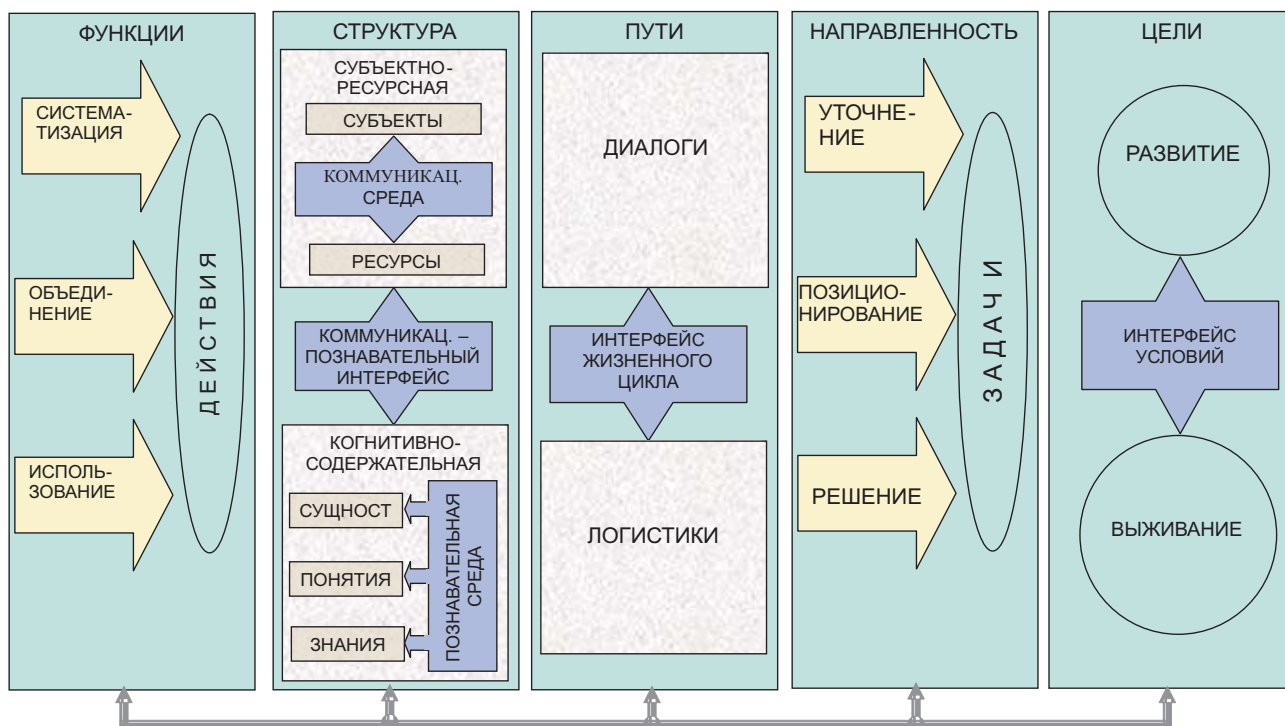 ФУНКЦИИ
СИСТЕМА-
ТИЗАЦИЯ
ОБЪЕДИ-
НЕНИЕ
ИСПОЛЬ-
ЗОВАНИЕ
ДЕЙСТВИЯ
СТРУКТУРА
СУБЪЕКТНО-
РЕСУРСНАЯ
СУБЪЕКТЫ
КОММУНИКАЦ.
СРЕДА
РЕСУРСЫ
КОММУНИКАЦ. –
ПОЗНАВАТЕЛЬНЫЙ
ИНТЕРФЕЙС
КОГНИТИВНО-
СОДЕРЖАТЕЛЬНАЯ
СУЩНОСТ
ПОНЯТИЯ
ЗНАНИЯ
ПОЗНАВАТЕЛЬНАЯ
СРЕДА
ПУТИ
ДИАЛОГИ
ИНТЕРФЕЙС
ЖИЗНЕННОГО
ЦИКЛА
ЛОГИСТИКИ
НАПРАВЛЕННОСТЬ
УТОЧНЕ-
НИЕ
ПОЗИЦИО-
НИРОВАНИЕ
РЕШЕНИЕ
ЗАДАЧИ
ЦЕЛИ
РАЗВИТИЕ
ИНТЕРФЕЙС
УСЛОВИЙ
ВЫЖИВАНИЕ